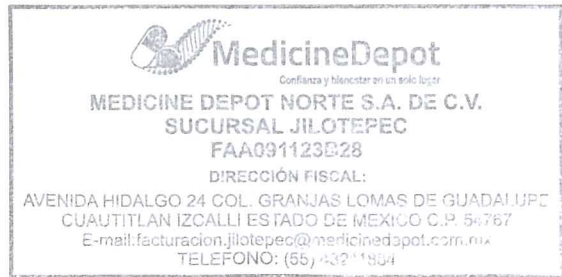 MedicineDepot
Confianza y bienestar en un solo lugar
MEDICINE DEPOT NORTE S.A. DE C.V.
SUCURSAL JILOTEPEC
FAA091123
DIRECCIÓN FISCAL:
AVENIDA HIDALGO 24 COL. GRANJAS LOMAS DE GUADALUPE
CUAUTITLAN IZCALLI ESTADO DE MEXICO C.P. 54767
E-mail:facturacion.jilotepec@medicinedepot.com.mx
TELEFONO: (55)